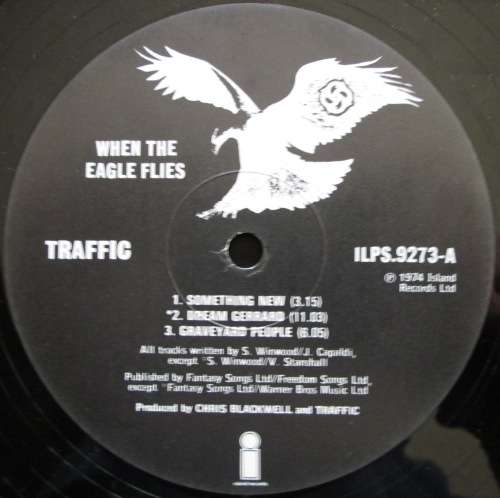 WHEN THE
EAGLE FLIES
TRAFFIC
ILPS.9273-A
℗ 1974 Island
Records Ltd
1. SOMETHING NEW (3.15)
*2. DREAM GERRARD (11.03)
3. GRAVEYARD PEOPLE (6.05)
All tracks written by S. Winwood/J. Capaldi,
except *S. Winwood/V. Stanshall
Published by Fantasy Songs Ltd/Freedom Songs Ltd,
except *Fantasy Songs Ltd/Warner Bros Music Ltd
Produced by CHRIS BLACKWELL and TRAFFIC
i